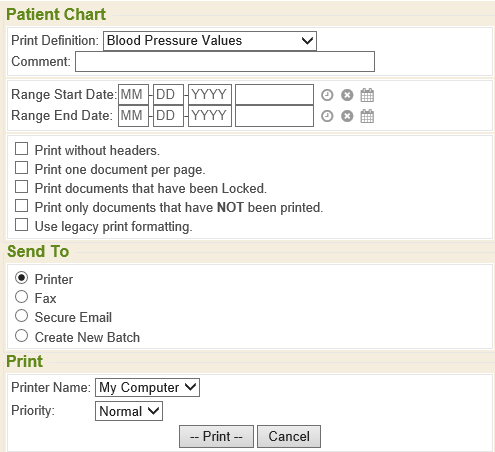 Patient Chart
Print Definition: Blood Pressure Values
Comment:
Range Start Date: MM - DD - YYYY
Range End Date: MM - DD - YYYY
Print without headers.
Print one document per page.
Print documents that have been Locked.
Print only documents that have NOT been printed.
Use legacy print formatting.
Send To
Printer
Fax
Secure Email
Create New Batch
Print
Printer Name: My Computer
Priority: Normal
-- Print -- Cancel